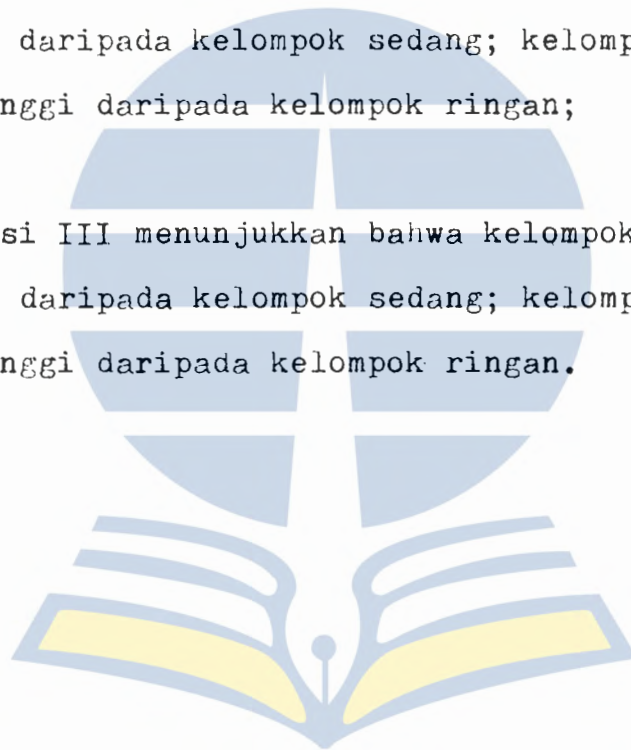 daripada kelompok sedang; kelomp
nggi daripada kelompok ringan;
si III menunjukkan bahwa kelompok
daripada kelompok sedang; kelomp
nggi daripada kelompok ringan.